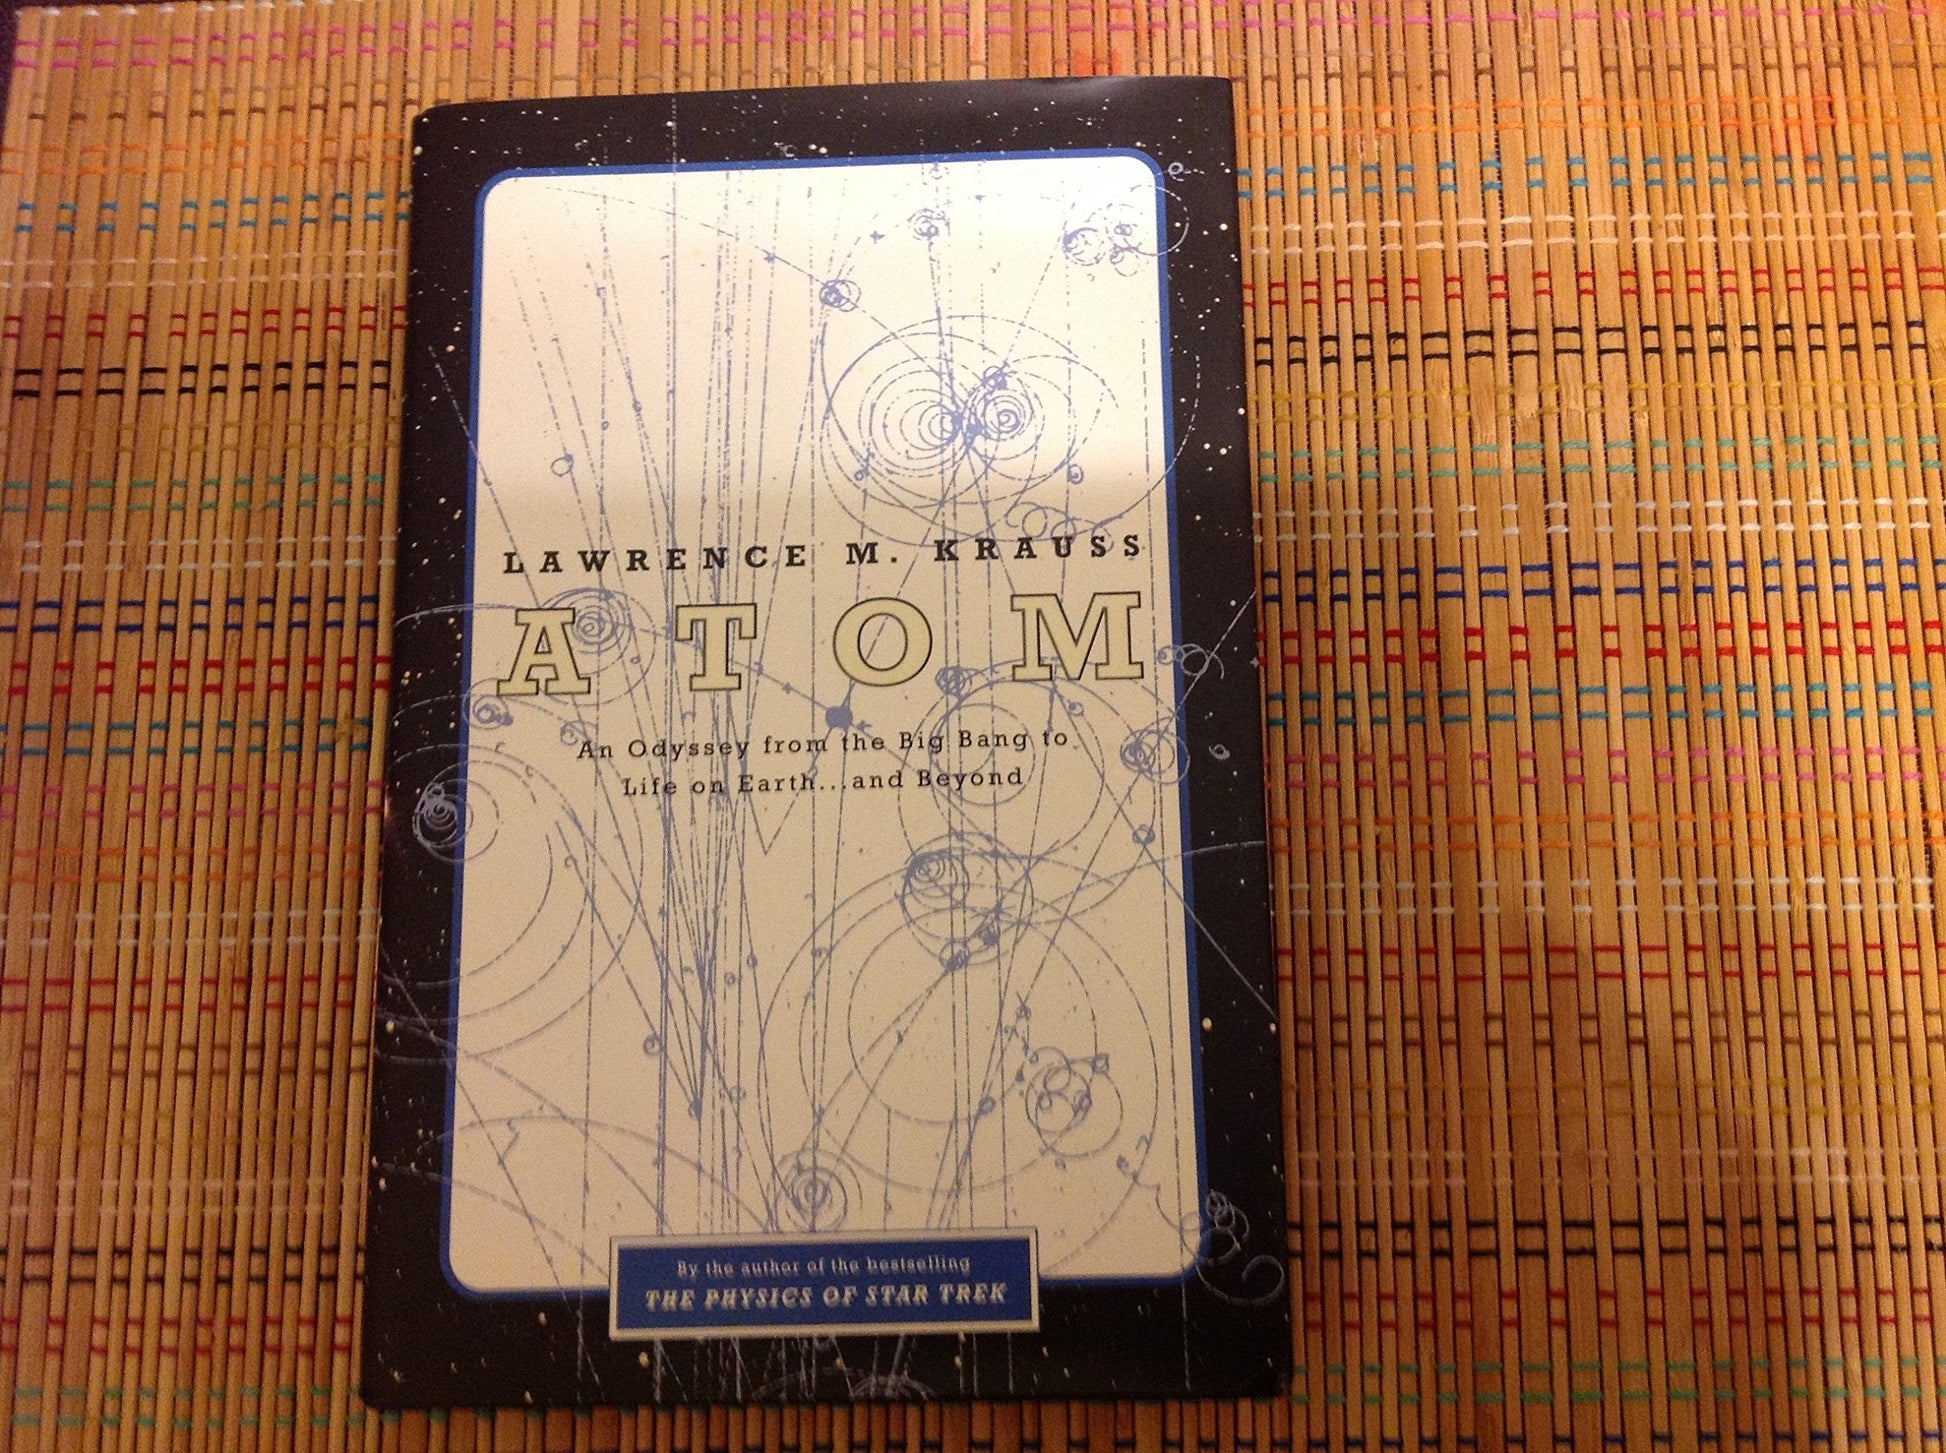 LAWRENCE M. KRAUSS
ATOM
An Odyssey from the Big Bang to
Life on Earth...and Beyond
By the author of the bestselling
THE PHYSICS OF STAR TREK